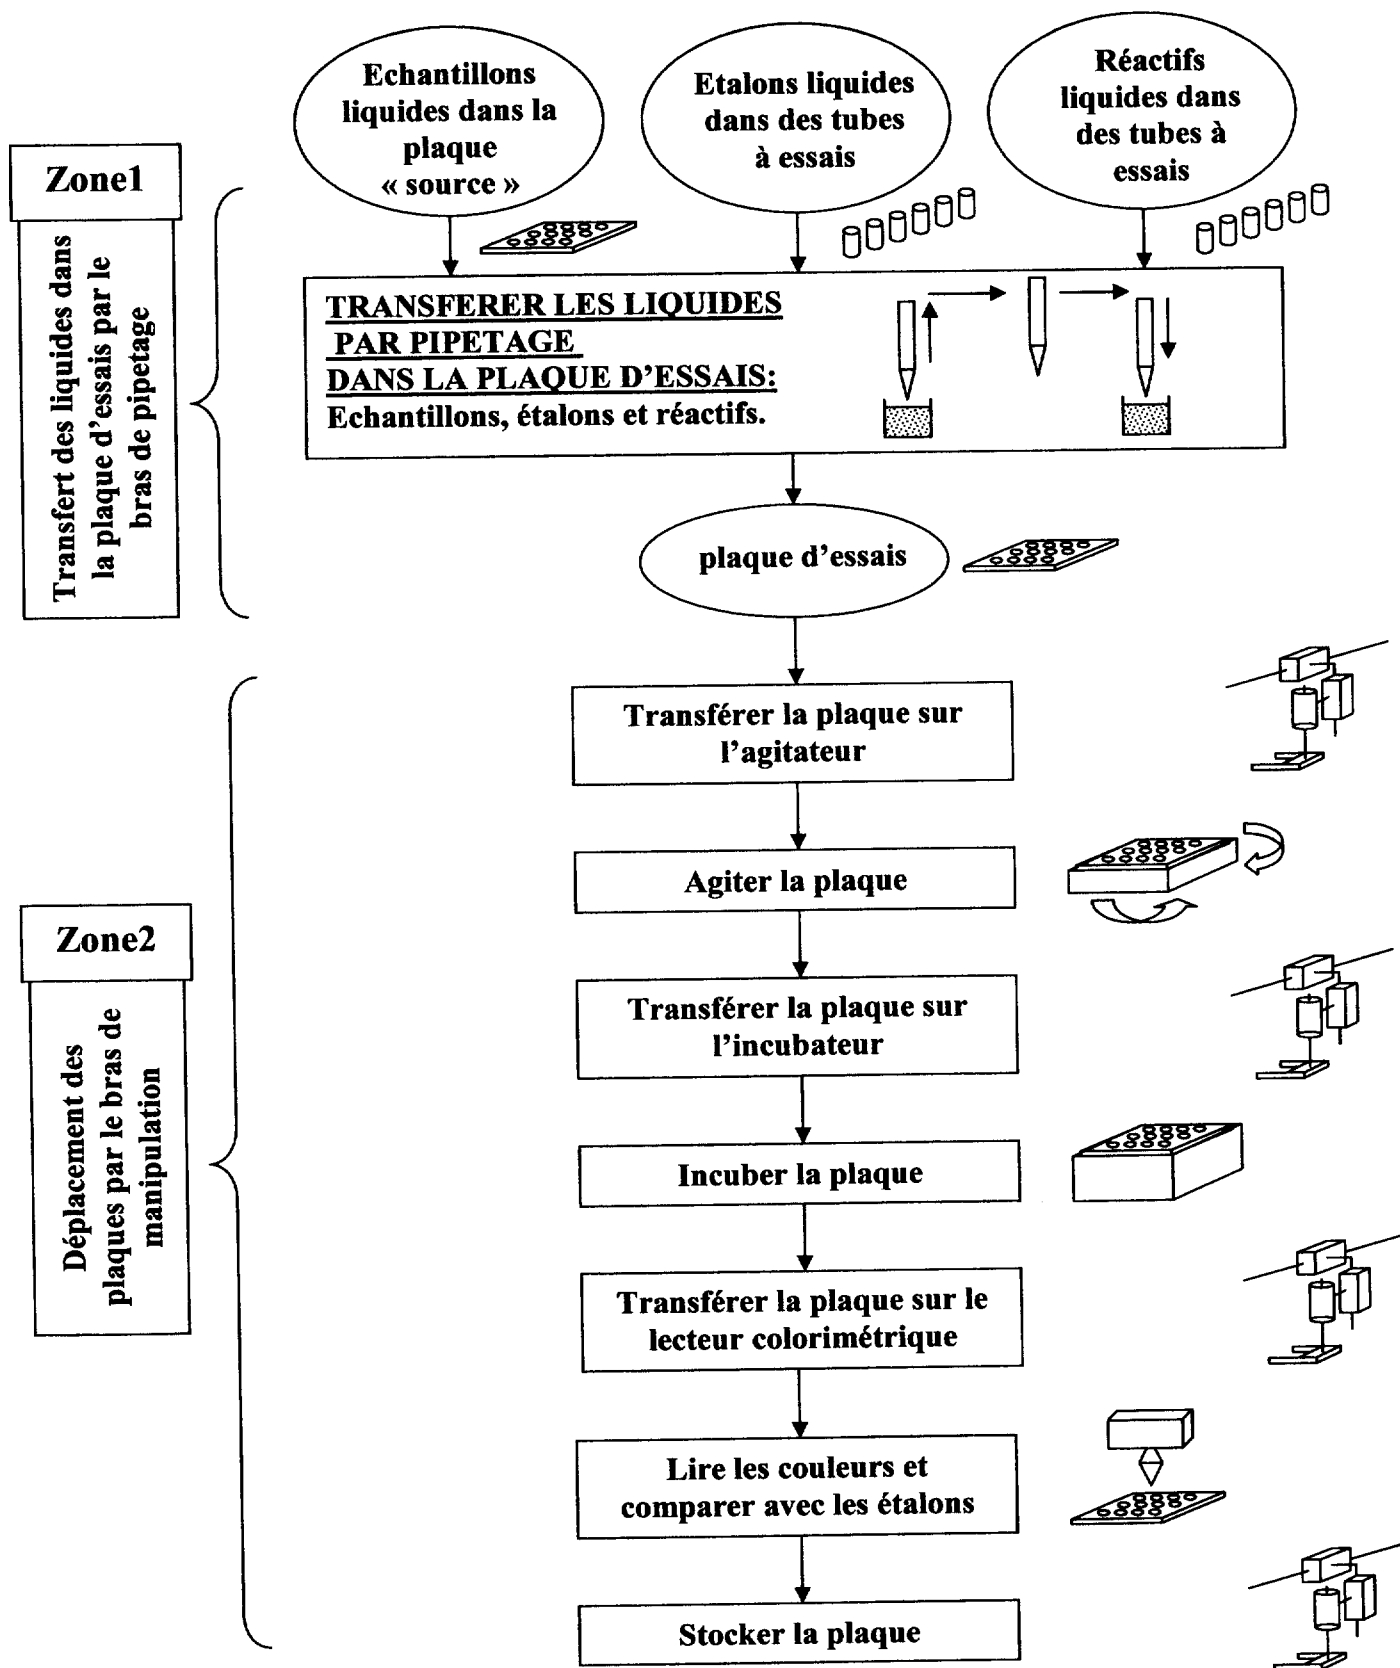 Echantillons
liquides dans la
plaque
« source »
Etalons liquides
dans des tubes
à essais
Réactifs
liquides dans
des tubes à
essais
Zone1
Transfert des liquides dans
la plaque d'essais par le
bras de pipetage
TRANSFERER LES LIQUIDES
PAR PIPETAGE
DANS LA PLAQUE D'ESSAIS:
Echantillons, étalons et réactifs.
plaque d'essais
Zone2
Déplacement des
plaques par le bras de
manipulation
Transférer la plaque sur
l'agitateur
Agiter la plaque
Transférer la plaque sur
l'incubateur
Incuber la plaque
Transférer la plaque sur le
lecteur colorimétrique
Lire les couleurs et
comparer avec les étalons
Stocker la plaque